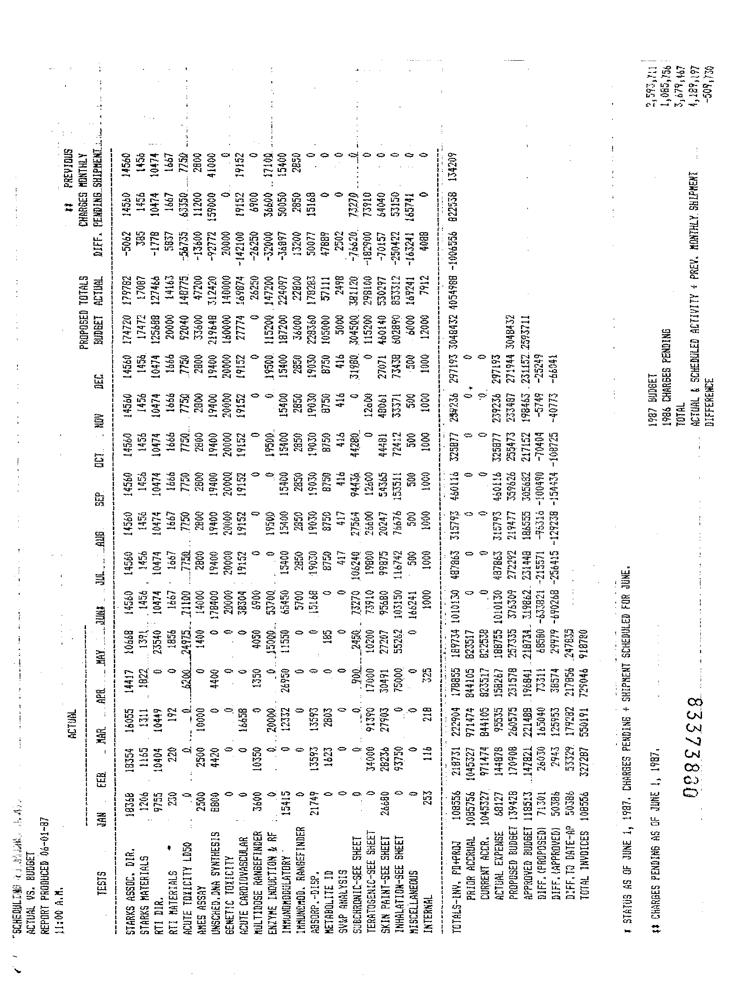 ACTUAL VS. BUDGET
REPORT PRODUCED 06-01-87
11:00 A.M.
ACTUAL PROPOSED TOTALS ## PREVIOUS
CHARGES MONTHLY
TESTS JAN FEB MAR APR MAY JUN# JUL AUG SEP OCT NOV DEC BUDGET ACTUAL DIFF. PENDING SHIPMENT
STARKS ASSOC. DIR. 18368 18354 16055 14417 10668 14560 14560 14560 14560 14560 14560 14560 174720 179782 -5062 14560 14560
STARKS MATERIALS 1206 1165 1311 1822 1391 1456 1456 1456 1456 1456 1456 1456 17472 17087 385 1456 1456
RTI DIR. 9755 10404 10449 0 23540 10474 10474 10474 10474 10474 10474 10474 125688 127466 -1778 10474 10474
RTI MATERIALS 230 220 192 0 1856 1667 1667 1667 1666 1666 1666 1666 20000 14163 5837 1667 1667
ACUTE TOXICITY LD50 0 0 0 6200 24975 71100 7750 7750 7750 7750 7750 7750 92040 148775 -56735 63350 7750
AMES ASSAY 2500 2500 10000 0 1400 14000 2800 2800 2800 2800 2800 2800 33600 47200 -13600 11200 2800
UNSCHED.DNA SYNTHESIS 8800 4420 0 4400 0 178400 19400 19400 19400 19400 19400 19400 219648 312420 -92772 159000 41000
GENETIC TOXICITY 0 0 0 0 0 20000 20000 20000 20000 20000 20000 20000 160000 140000 20000 0 0
ACUTE CARDIOVASCULAR 0 0 16658 0 0 38304 19152 19152 19152 19152 19152 19152 27774 169874 -142100 19152 19152
MULTIDOSE RANGEFINDER 3600 10350 0 1350 4050 6900 0 0 0 0 0 0 0 26250 -26250 6900 0
ENZYME INDUCTION & RF 0 0 20000 0 15000 53700 0 19500 0 19500 0 19500 115200 147200 -32000 36600 17100
IMMUNOMODULATORY 15415 0 12332 26950 11550 65450 15400 15400 15400 15400 15400 15400 187200 224097 -36897 50050 15400
IMMUNOMOD. RANGEFINDER 0 0 0 0 0 5700 2850 2850 2850 2850 2850 2850 36000 22800 13200 2850 2850
ABSORP.-DISP. 21749 13593 13593 0 0 15168 19030 19030 19030 19030 19030 19030 228360 178283 50077 15168 0
METABOLITE ID 0 1623 2803 0 185 0 8750 8750 8750 8750 8750 8750 105000 57111 47889 0 0
SV&P ANALYSIS 0 0 0 0 0 0 417 417 416 416 416 416 5000 2498 2502 0 0
SUBCHRONIC-SEE SHEET 0 0 0 900 2450 73270 106240 27564 94436 44280 0 31980 304500 381120 -76620 73270 0
TERATOGENIC-SEE SHEET 0 34000 91390 17000 10200 73910 19800 26600 12600 0 12600 0 115200 298100 -182900 73910 0
SKIN PAINT-SEE SHEET 26680 28236 27903 30491 27207 95680 99875 20247 54365 44481 48061 27071 460140 530297 -70157 64040 0
INHALATION-SEE SHEET 0 93750 0 75000 55262 103150 116742 76676 153511 72412 33371 73438 602890 853312 -250422 53150 0
MISCELLANEOUS 0 0 0 0 0 166241 500 500 500 500 500 500 6000 169241 -163241 165741 0
INTERNAL 253 116 218 325 0 1000 1000 1000 1000 1000 1000 1000 12000 7912 4088 0 0
TOTALS-INV. PD+PROJ 108556 218731 222904 178855 189734 1010130 487863 315793 460116 325877 239236 297193 3048432 4054988 -1006556 822538 134209
PRIOR ACCRUAL 1085756 1045327 971474 844105 823517 0 0 0 0 0 0
CURRENT ACCR. 1045327 971474 844105 823517 822538 0 0 0 0 0 0
ACTUAL EXPENSE 68127 144878 95535 158267 188755 1010130 487863 315793 460116 325877 239236 297193
PROPOSED BUDGET 139428 170908 260575 231578 257335 376309 272292 219477 359626 255473 233487 271944 3048432
APPROVED BUDGET 118513 147821 221488 196841 218734 319862 231448 186555 305682 217152 198463 231152 2593711
DIFF.(PROPOSED) 71301 26030 165040 73311 68580 -633821 -215571 -96316 -100490 -70404 -5749 -25249
DIFF.(APPROVED) 50386 2943 125953 38574 29979 -690268 -256415 -129238 -154434 -108725 -40773 -66041
DIFF.TO DATE-AP 50386 53329 179282 217856 247835
TOTAL INVOICES 108556 327287 550191 729046 918780
# STATUS AS OF JUNE 1, 1987. CHARGES PENDING + SHIPMENT SCHEDULED FOR JUNE.
## CHARGES PENDING AS OF JUNE 1, 1987.
1987 BUDGET 2,593,711
1986 CHARGES PENDING 1,085,756
TOTAL 3,679,467
ACTUAL & SCHEDULED ACTIVITY + PREV. MONTHLY SHIPMENT 4,189,197
DIFFERENCE -509,730
83373880